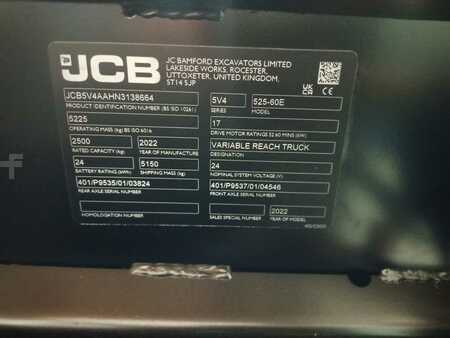 JCB
JC BAMFORD EXCAVATORS LIMITED
LAKESIDE WORKS, ROCESTER,
UTTOXETER, UNITED KINGDOM,
ST14 5JP
JCB5V4AAHN3138664
PRODUCT IDENTIFICATION NUMBER (BS ISO 10261)
5V4 525-60E
SERIES MODEL
5225
OPERATING MASS (kg) BS ISO 6016
17
DRIVE MOTOR RATINGS S2 60 MINS (kW)
2500 2022
RATED CAPACITY (kg) YEAR OF MANUFACTURE
VARIABLE REACH TRUCK
DESIGNATION
24 5150
BATTERY RATING (kWh) SHIPPING MASS (kg)
24
NOMINAL SYSTEM VOLTAGE (V)
401/P9535/01/03824
REAR AXLE SERIAL NUMBER
401/P9537/01/04546
FRONT AXLE SERIAL NUMBER
HOMOLOGATION NUMBER
2022
SALES SPECIAL NUMBER YEAR OF MODEL